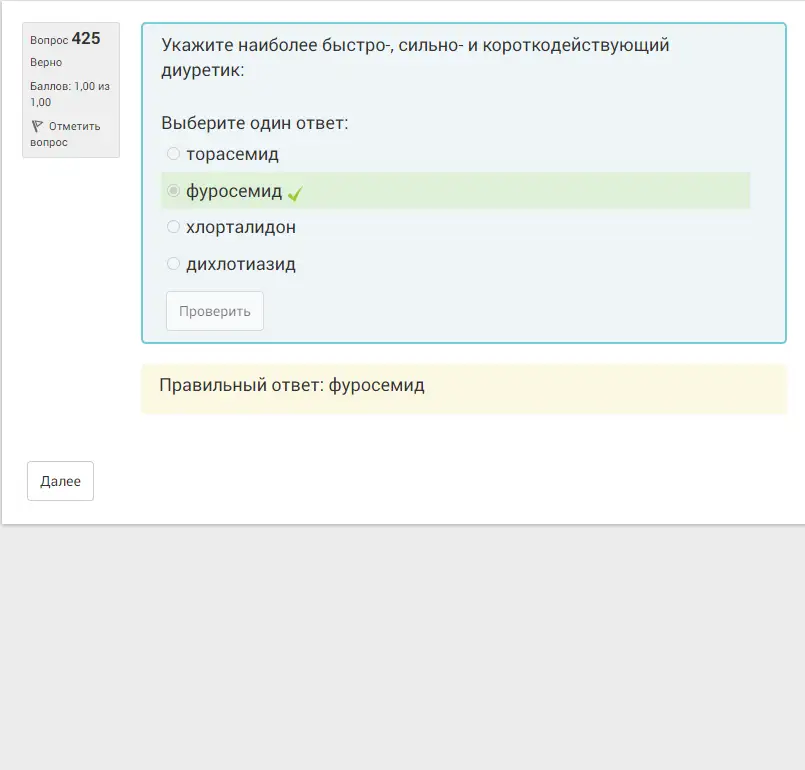 Вопрос 425
Верно
Баллов: 1,00 из
1,00
Отметить
вопрос
Укажите наиболее быстро-, сильно- и короткодействующий
диуретик:
Выберите один ответ:
торасемид
фуросемид
хлорталидон
дихлотиазид
Проверить
Правильный ответ: фуросемид
Далее